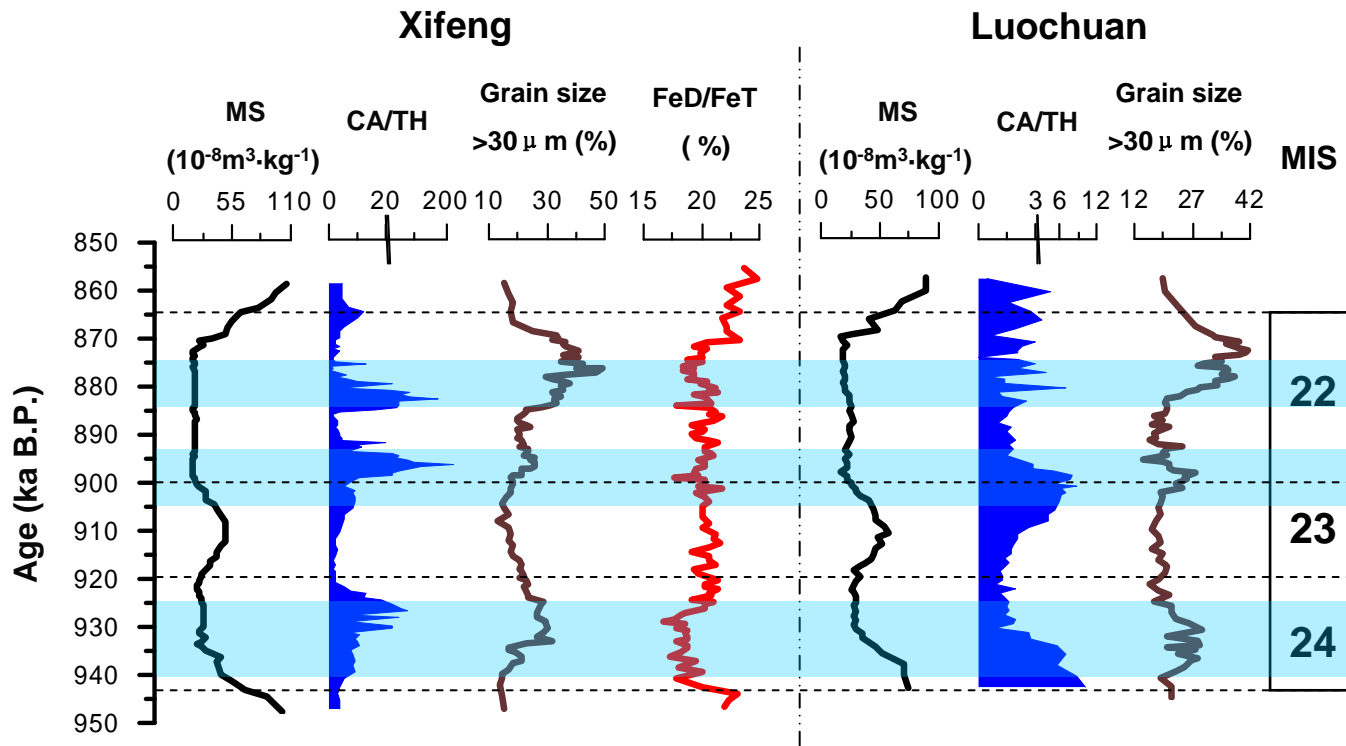 Xifeng Luochuan
MS CA/TH Grain size FeD/FeT MS CA/TH Grain size
(10⁻⁸m³·kg⁻¹) >30 μ m (%) ( %) (10⁻⁸m³·kg⁻¹) >30 μ m (%) MIS
0 55 110 0 20 200 10 30 50 15 20 25 0 50 100 0 3 6 12 12 27 42
Age (ka B.P.)
850
860
870
880
22
890
900
910
23
920
930
24
940
950